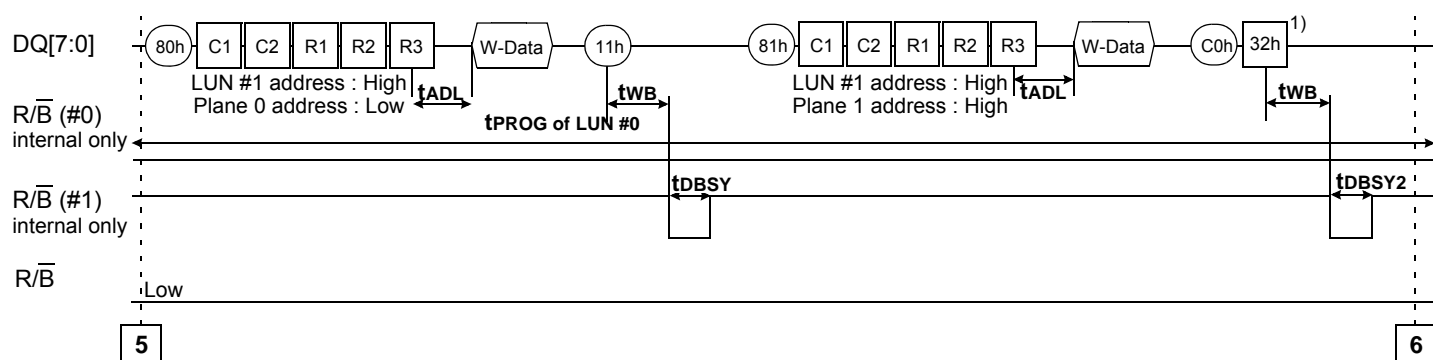 DQ[7:0] 80h C1 C2 R1 R2 R3 W-Data 11h 81h C1 C2 R1 R2 R3 W-Data C0h 32h 1)
LUN #1 address : High
Plane 0 address : Low
tADL
tWB
LUN #1 address : High
Plane 1 address : High
tADL
tWB
R/B (#0)
internal only
tPROG of LUN #0
R/B (#1)
internal only
tDBSY
tDBSY2
R/B
Low
5
6